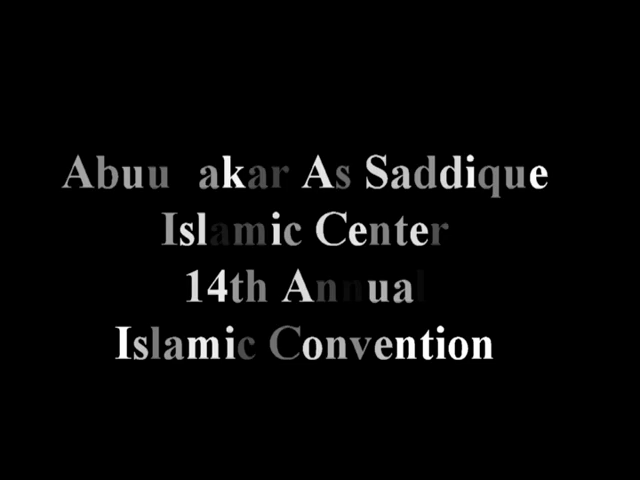 Abuu akar As Saddique
Islamic Center
14th Annual
Islamic Convention